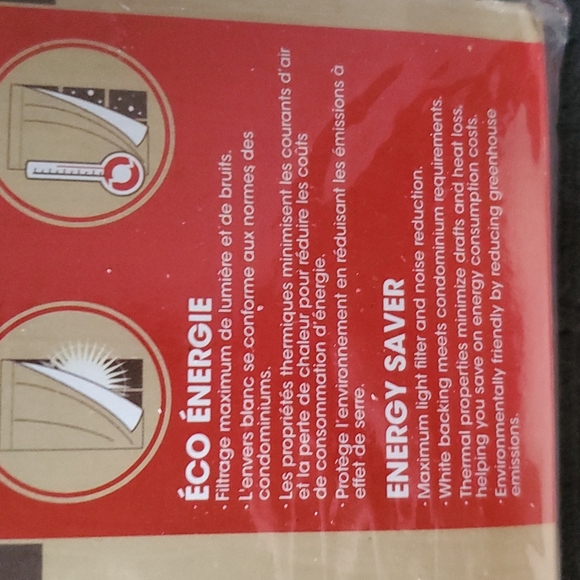 ÉCO ÉNERGIE
· Filtrage maximum de lumière et de bruits.
· L'envers blanc se conforme aux normes des
condominiums.
· Les propriétés thermiques minimisent les courants d'air
et la perte de chaleur pour réduire les coûts
de consommation d'énergie.
· Protège l'environnement en réduisant les émissions à
effet de serre.
ENERGY SAVER
· Maximum light filter and noise reduction.
· White backing meets condominium requirements.
· Thermal properties minimize drafts and heat loss,
helping you save on energy consumption costs.
· Environmentally friendly by reducing greenhouse
emissions.